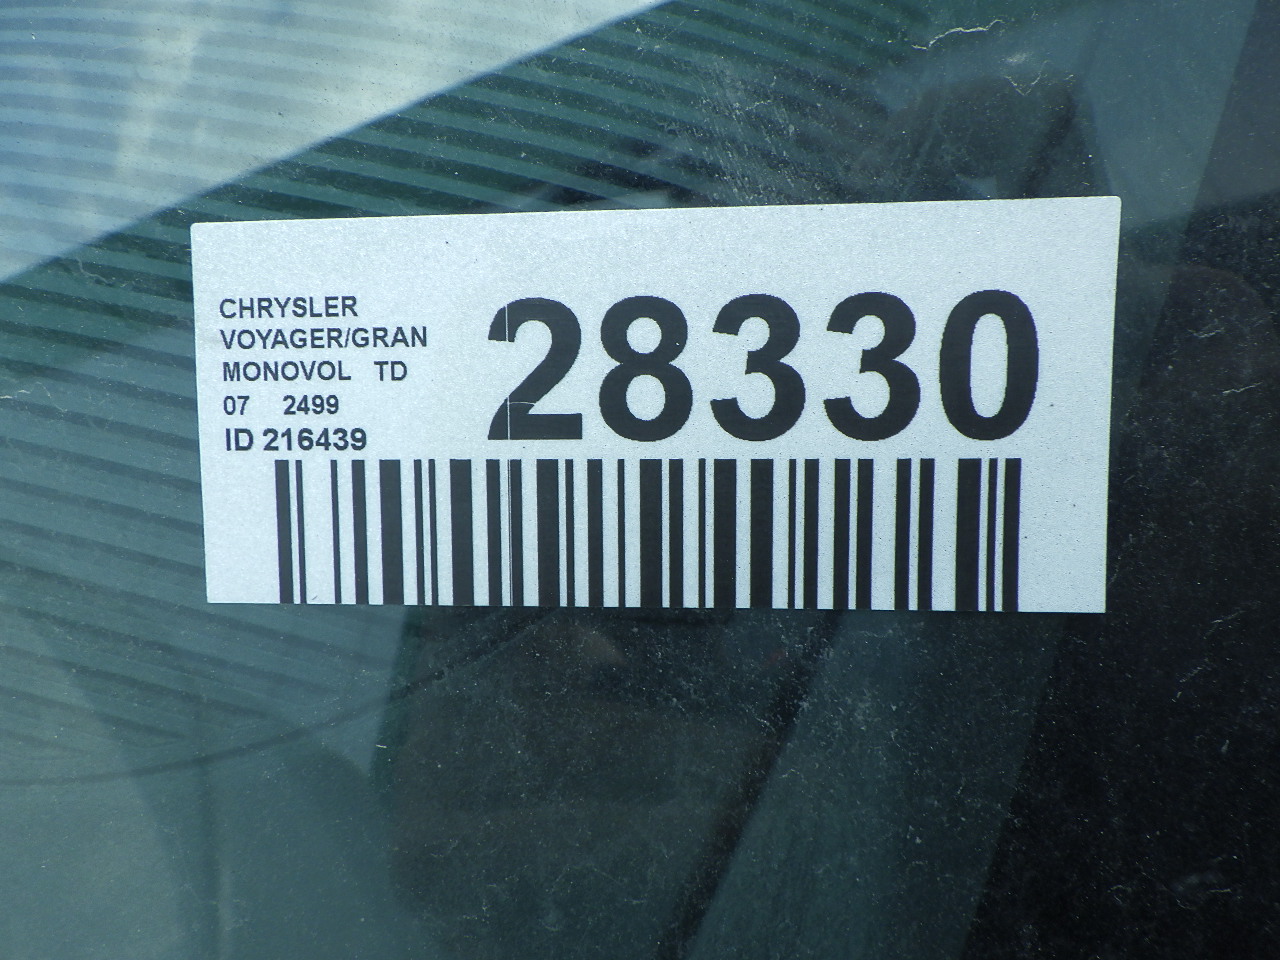 CHRYSLER
VOYAGER/GRAN
MONOVOL TD
07 2499
ID 216439
28330